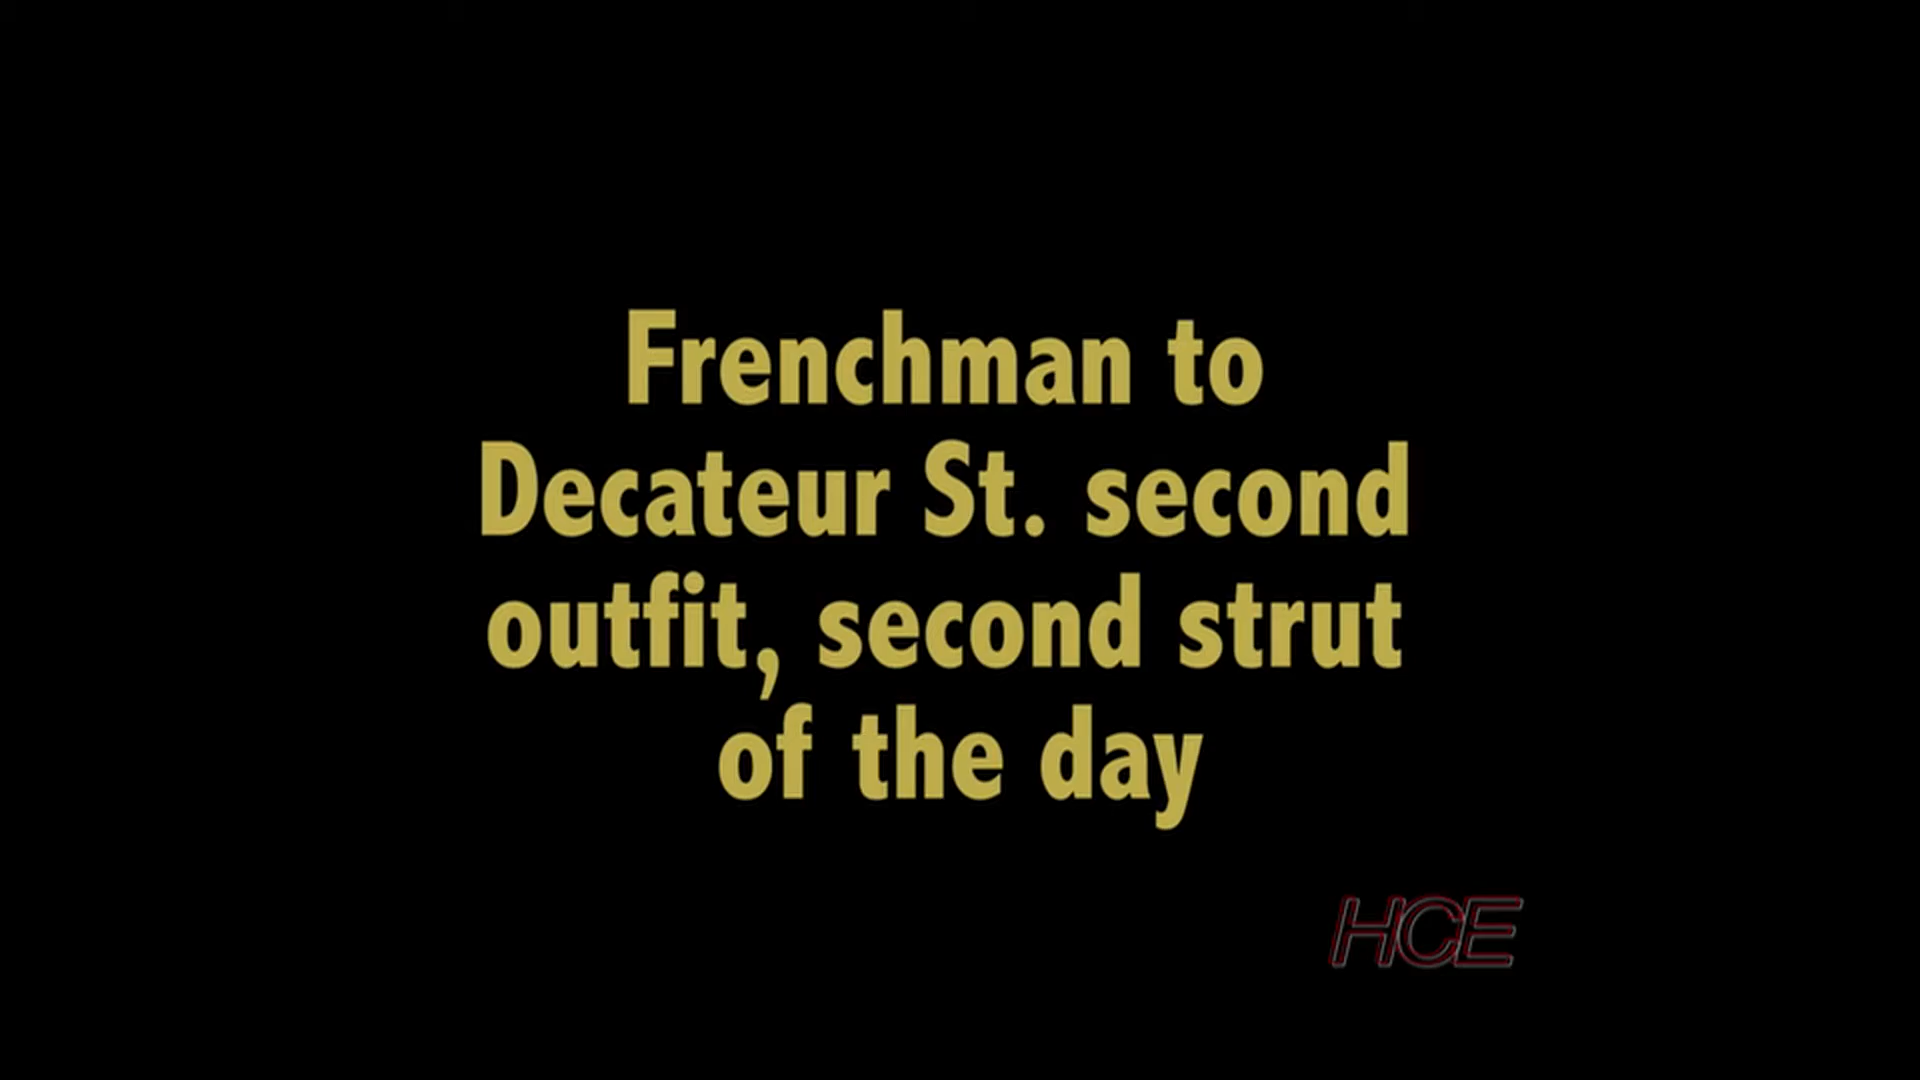 Frenchman to
Decateur St. second
outfit, second strut
of the day
HCE